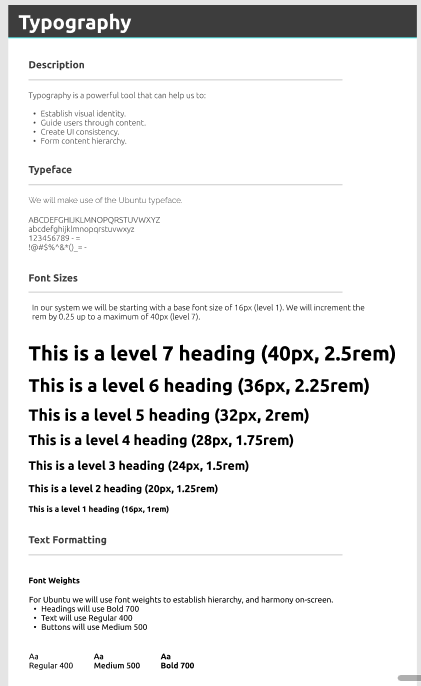 Typography
Description
Typography is a powerful tool that can help us to:
• Establish visual identity.
• Guide users through content.
• Create UI consistency.
• Form content hierarchy.
Typeface
We will make use of the Ubuntu typeface.
ABCDEFGHIJKLMNOPQRSTUVWXYZ
abcdefghijklmnopqrstuvwxyz
123456789 - =
!@#$%^&*()_= -
Font Sizes
In our system we will be starting with a base font size of 16px (level 1). We will increment the
rem by 0.25 up to a maximum of 40px (level 7).
This is a level 7 heading (40px, 2.5rem)
This is a level 6 heading (36px, 2.25rem)
This is a level 5 heading (32px, 2rem)
This is a level 4 heading (28px, 1.75rem)
This is a level 3 heading (24px, 1.5rem)
This is a level 2 heading (20px, 1.25rem)
This is a level 1 heading (16px, 1rem)
Text Formatting
Font Weights
For Ubuntu we will use font weights to establish hierarchy, and harmony on-screen.
• Headings will use Bold 700
• Text will use Regular 400
• Buttons will use Medium 500
Aa Aa Aa
Regular 400 Medium 500 Bold 700